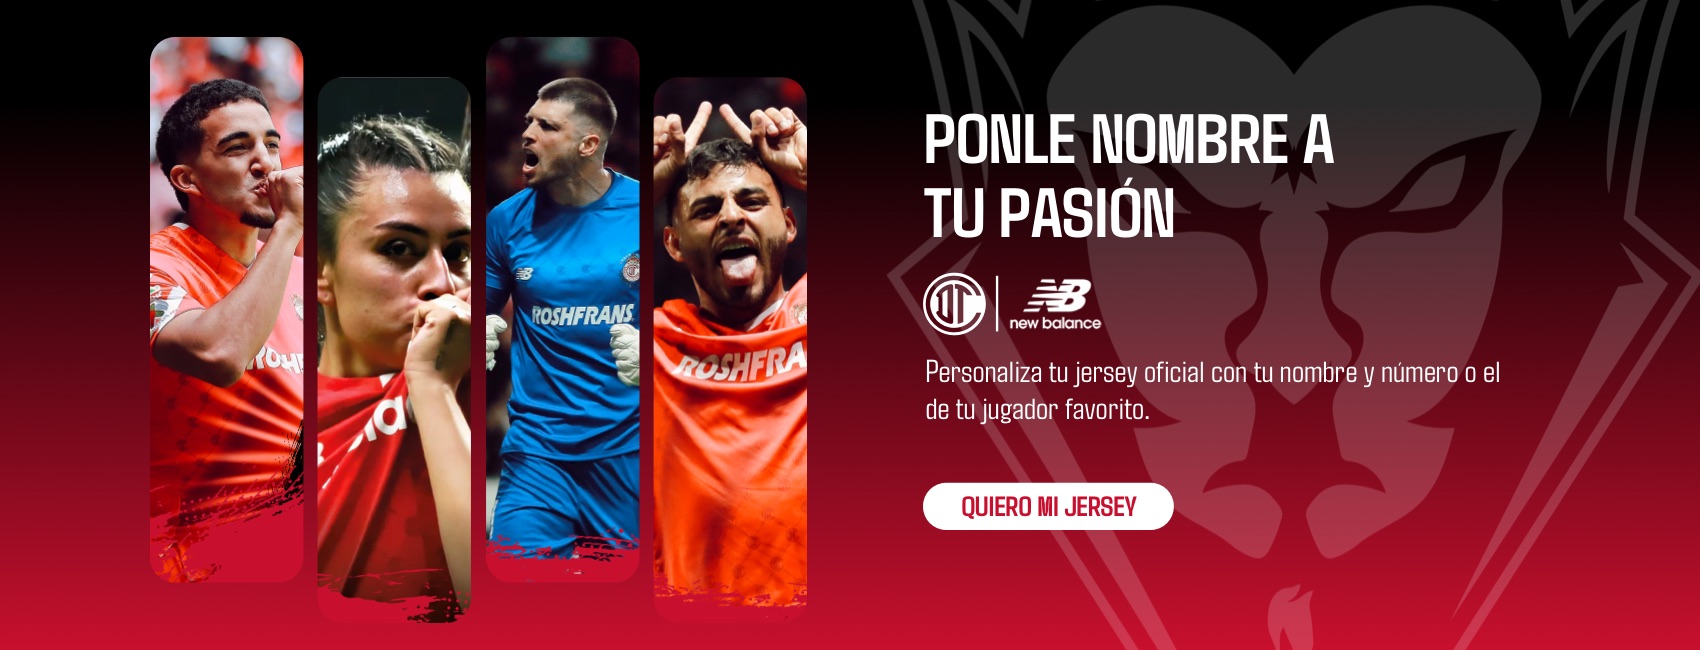 PONLE NOMBRE A
TU PASIÓN
new balance
Personaliza tu jersey oficial con tu nombre y número o el
de tu jugador favorito.
QUIERO MI JERSEY
ROSHFRANS
ROSHFRA